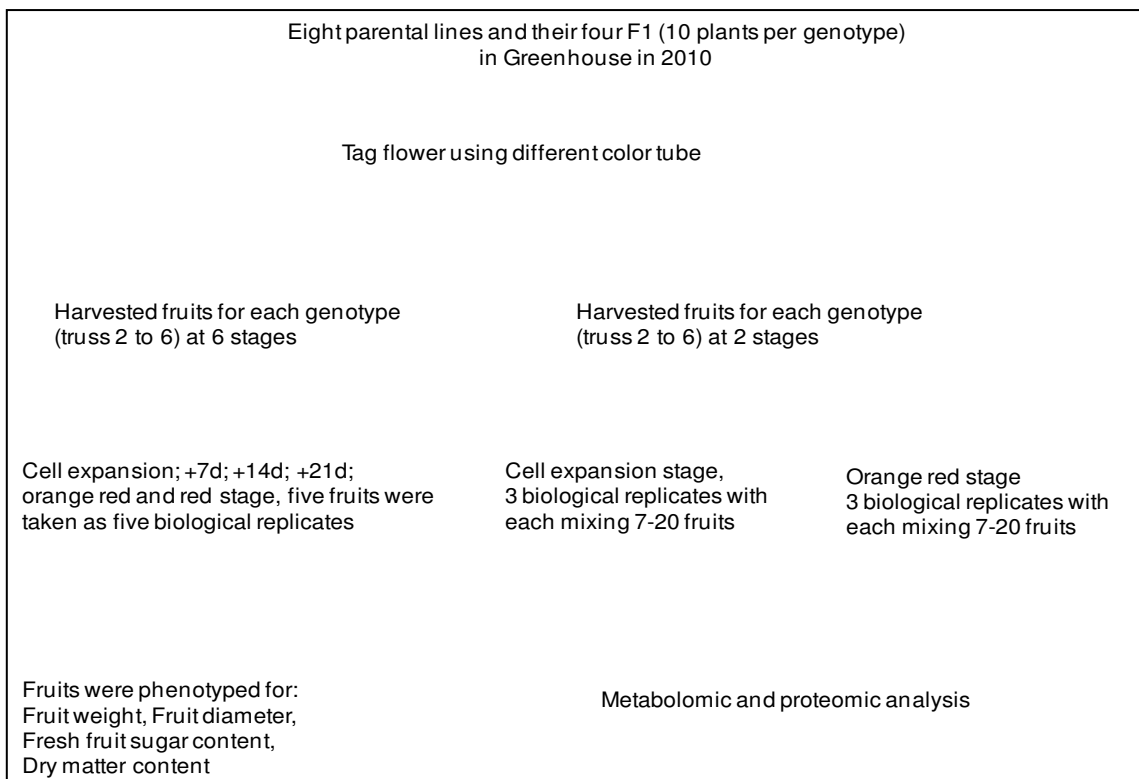 Eight parental lines and their four F1 (10 plants per genotype)
in Greenhouse in 2010
Tag flower using different color tube
Harvested fruits for each genotype
(truss 2 to 6) at 6 stages
Harvested fruits for each genotype
(truss 2 to 6) at 2 stages
Cell expansion; +7d; +14d; +21d;
orange red and red stage, five fruits were
taken as five biological replicates
Cell expansion stage,
3 biological replicates with
each mixing 7-20 fruits
Orange red stage
3 biological replicates with
each mixing 7-20 fruits
Fruits were phenotyped for:
Fruit weight, Fruit diameter,
Fresh fruit sugar content,
Dry matter content
Metabolomic and proteomic analysis